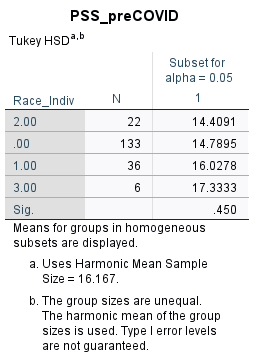 PSS_preCOVID
Tukey HSDa,b
Subset for
alpha = 0.05
Race_Indiv N 1
2.00 22 14.4091
.00 133 14.7895
1.00 36 16.0278
3.00 6 17.3333
Sig. .450
Means for groups in homogeneous
subsets are displayed.
a. Uses Harmonic Mean Sample
Size = 16.167.
b. The group sizes are unequal.
The harmonic mean of the group
sizes is used. Type I error levels
are not guaranteed.